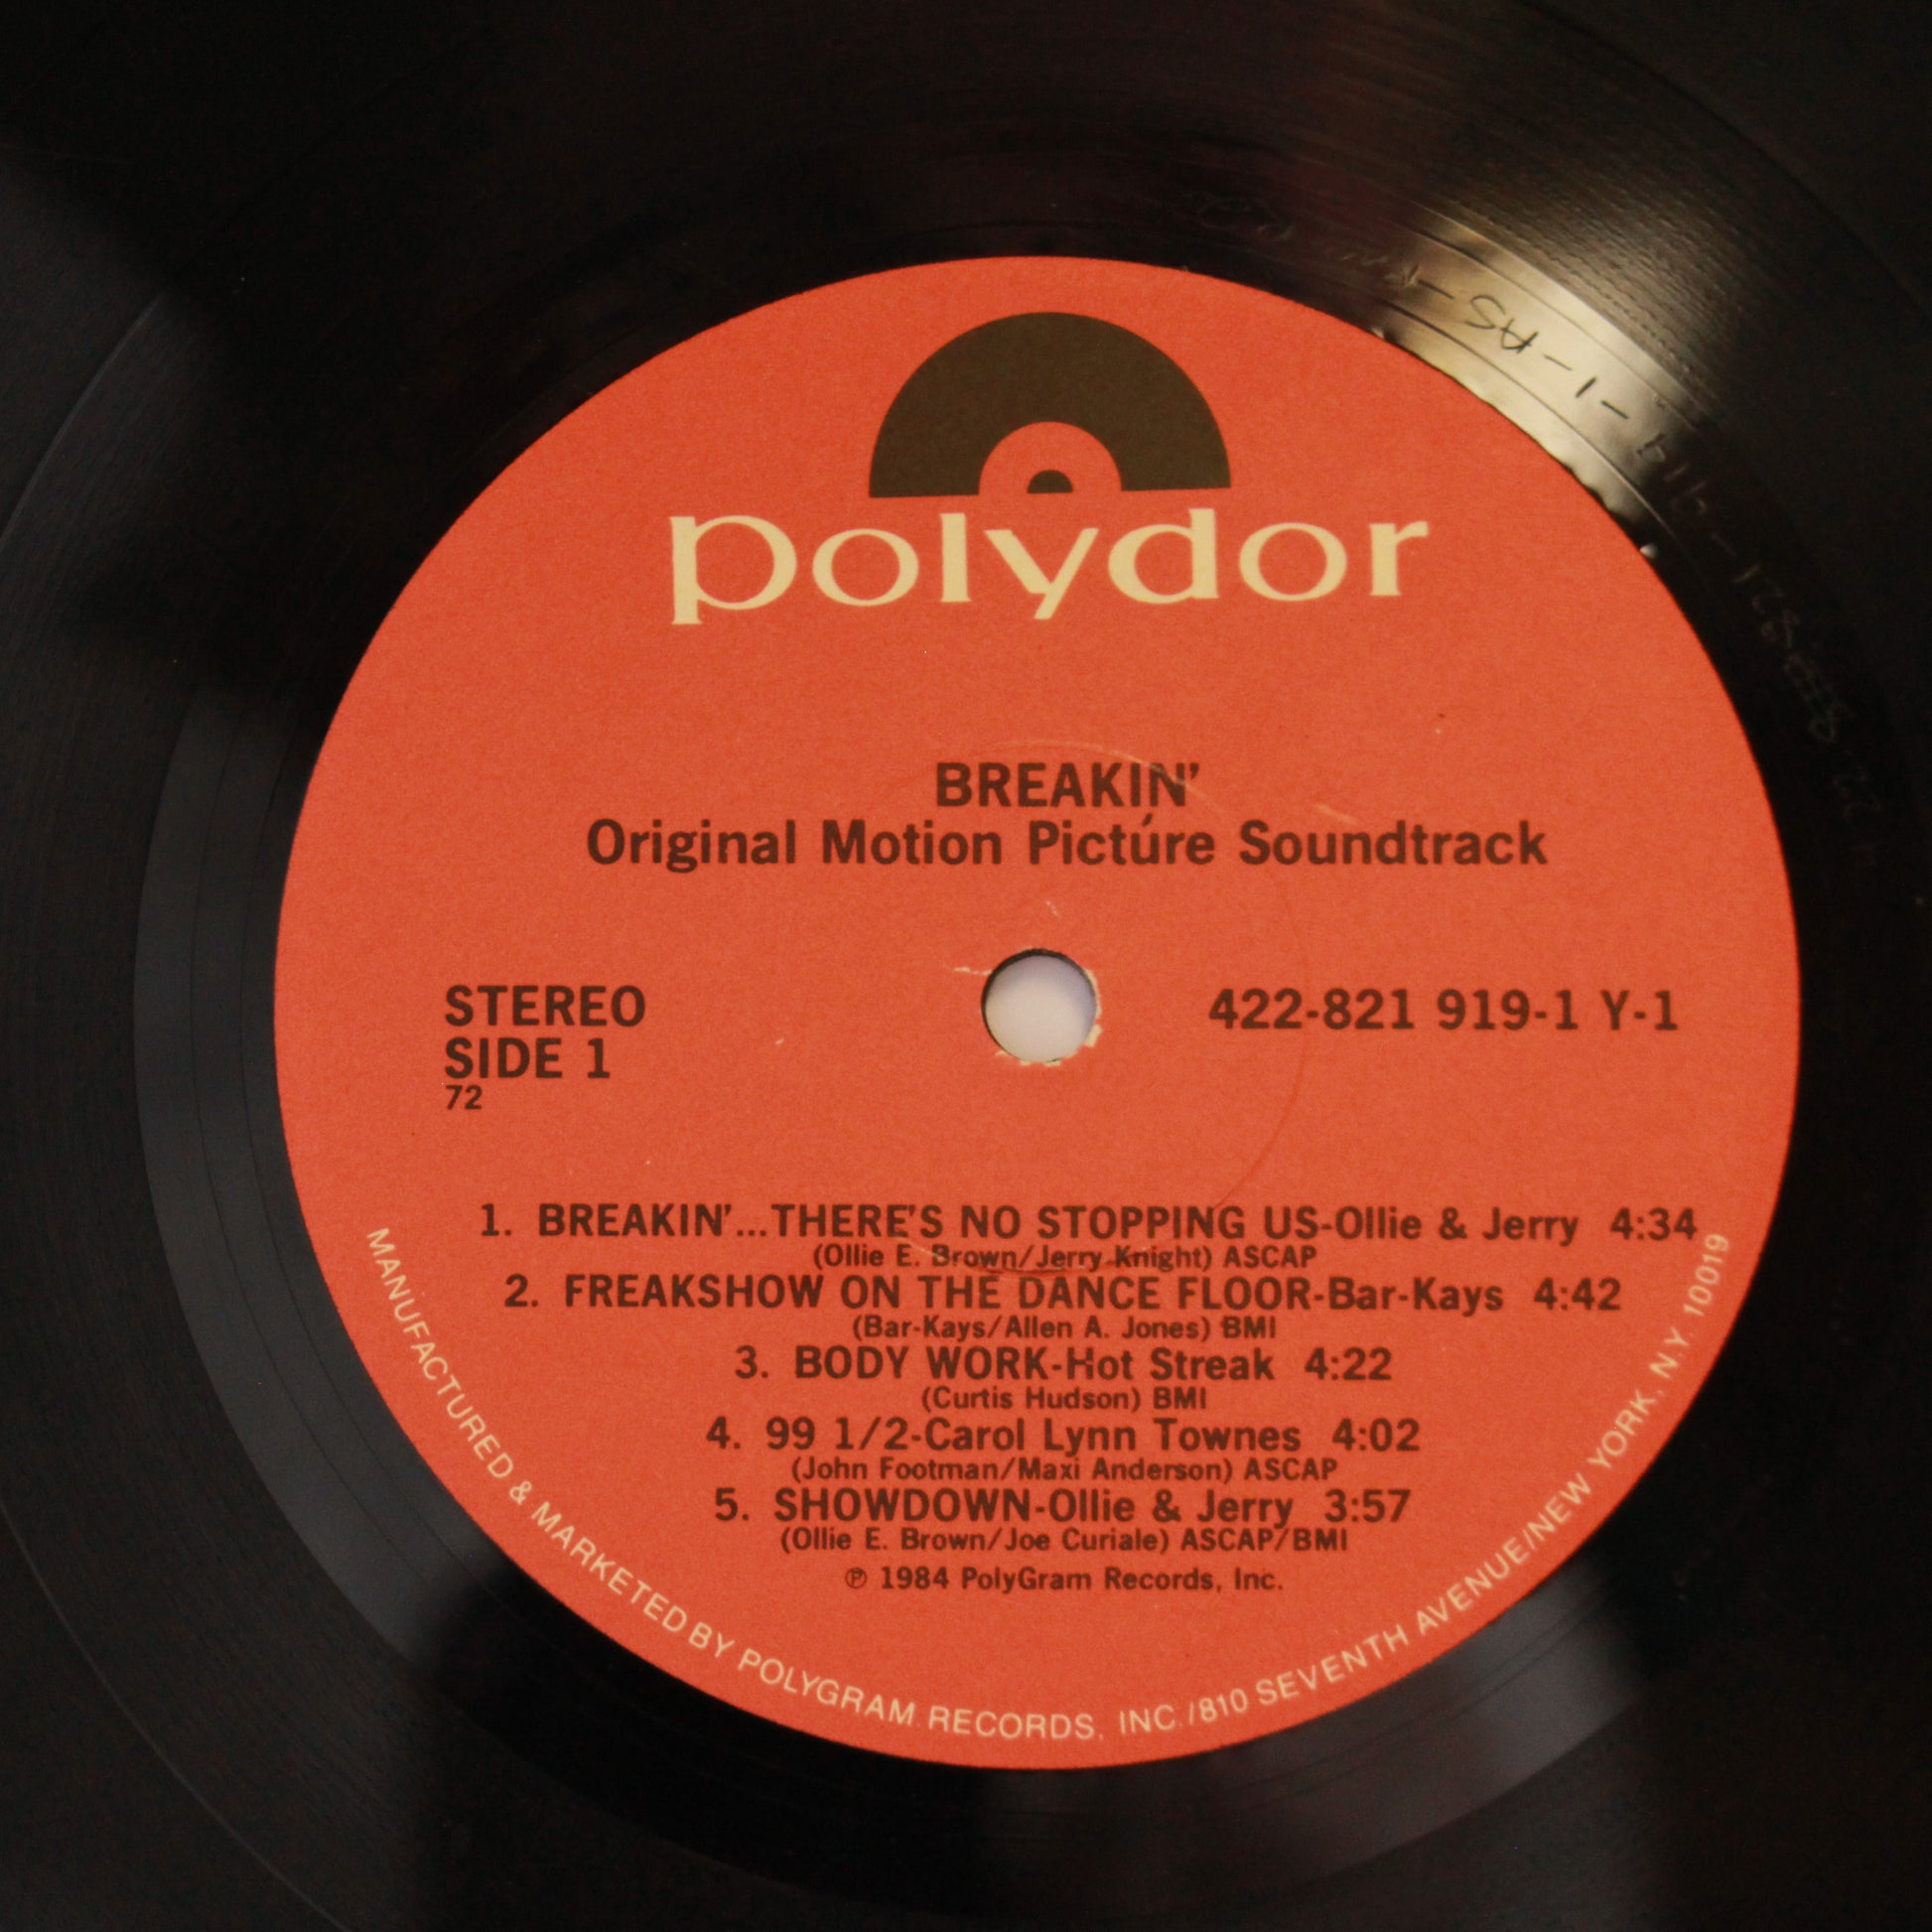 polydor
BREAKIN'
Original Motion Pictúre Soundtrack
STEREO
SIDE 1
72
422-821 919-1 Y-1
1. BREAKIN'...THERE'S NO STOPPING US-Ollie & Jerry 4:34
(Ollie E. Brown/Jerry Knight) ASCAP
2. FREAKSHOW ON THE DANCE FLOOR-Bar-Kays 4:42
(Bar-Kays/Allen A. Jones) BMI
3. BODY WORK-Hot Streak 4:22
(Curtis Hudson) BMI
4. 99 1/2-Carol Lynn Townes 4:02
(John Footman/Maxi Anderson) ASCAP
5. SHOWDOWN-Ollie & Jerry 3:57
(Ollie E. Brown/Joe Curiale) ASCAP/BMI
℗ 1984 PolyGram Records, Inc.
MANUFACTURED & MARKETED BY POLYGRAM RECORDS, INC./810 SEVENTH AVENUE/NEW YORK, N.Y. 10019